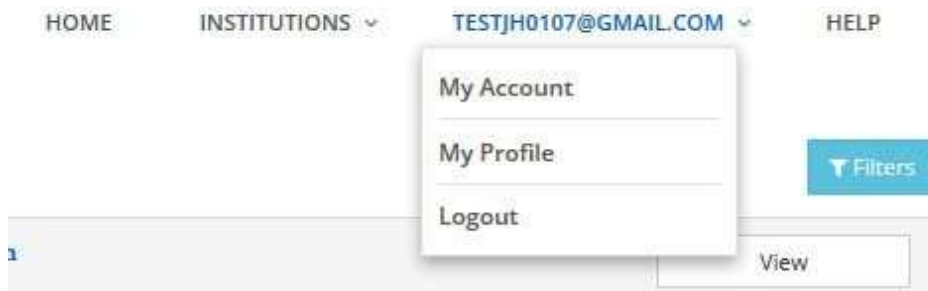 HOME INSTITUTIONS TESTJH0107@GMAIL.COM HELP
My Account
My Profile
Filters
Logout
View